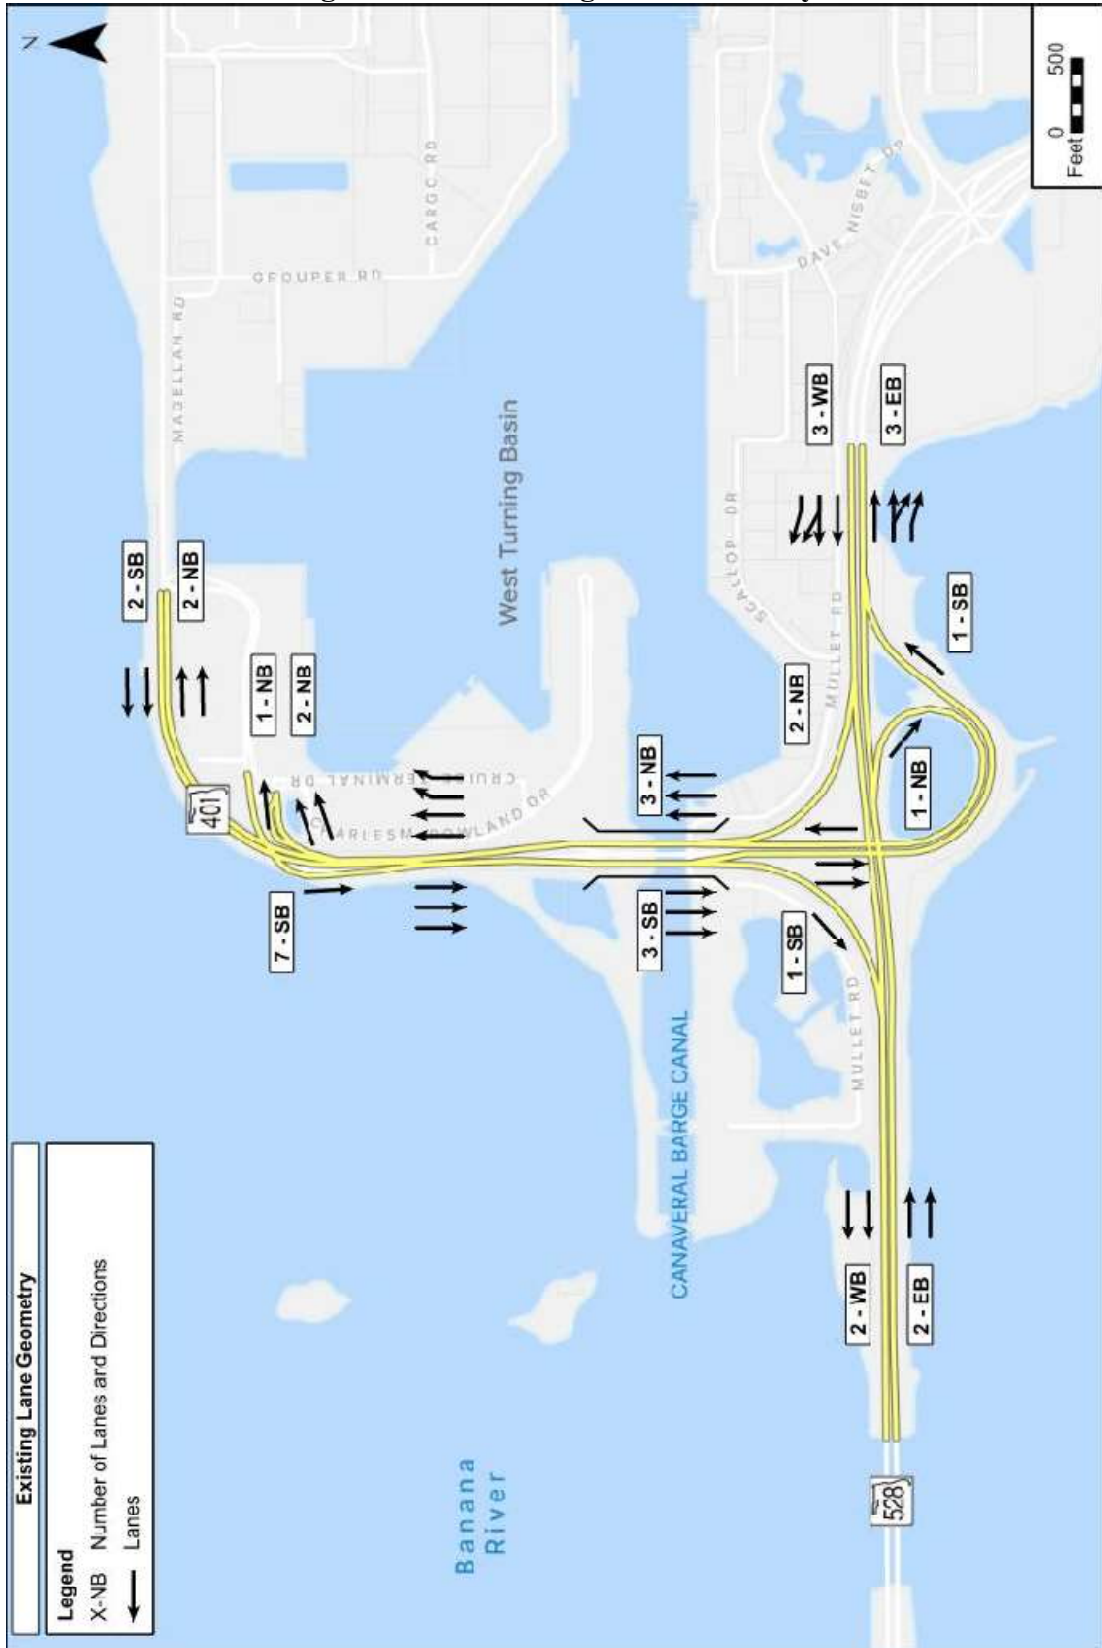 Existing Lane Geometry
Legend
X-NB Number of Lanes and Directions
Lanes
N
0 500
Feet
401
528
MAGELLAN RD
GROUPER RD
CARGO RD
2 - SB
2 - NB
1 - NB
2 - NB
7 - SB
CRUISE TERMINAL DR
CHARLES M ROWLAND DR
West Turning Basin
3 - NB
3 - SB
CANAVERAL BARGE CANAL
Banana
River
SCALLOP DR
DAVE NISBET DR
MULLET RD
MULLET RD
2 - NB
1 - SB
1 - NB
1 - SB
3 - WB
3 - EB
2 - WB
2 - EB